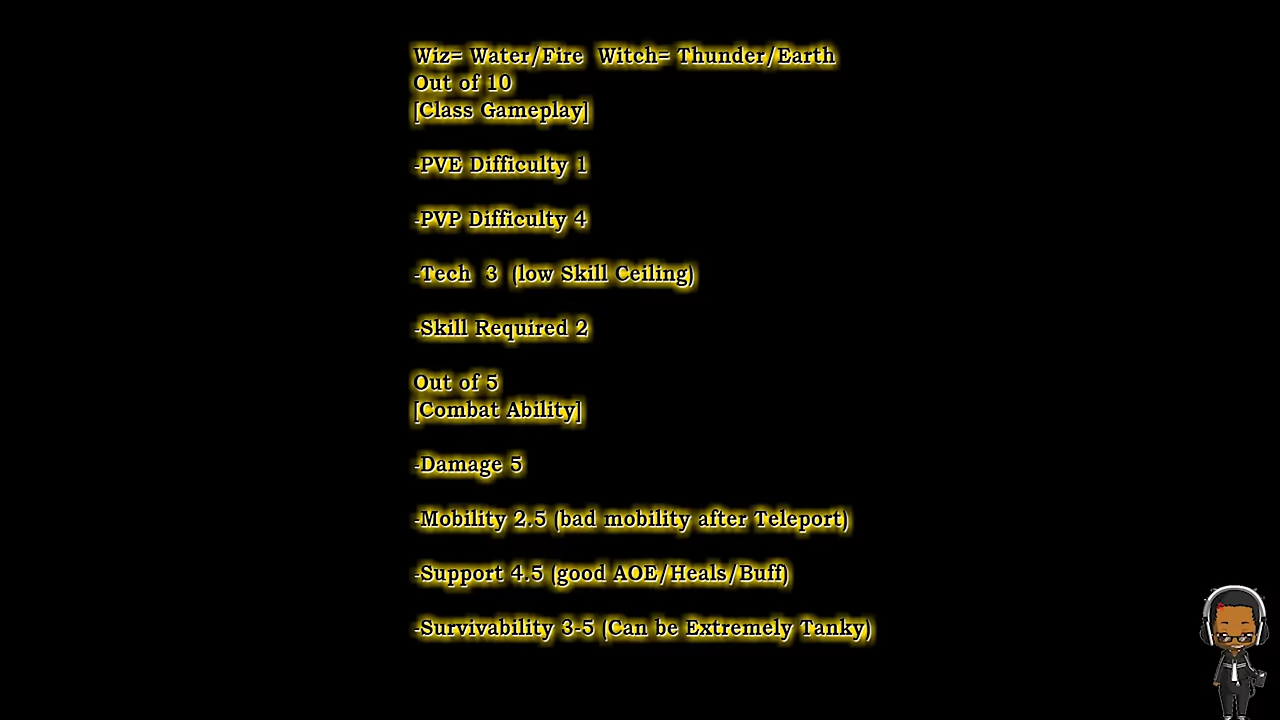 Wiz= Water/Fire  Witch= Thunder/Earth
Out of 10
[Class Gameplay]
-PVE Difficulty 1
-PVP Difficulty 4
-Tech  3  (low Skill Ceiling)
-Skill Required 2
Out of 5
[Combat Ability]
-Damage 5
-Mobility 2.5 (bad mobility after Teleport)
-Support 4.5 (good AOE/Heals/Buff)
-Survivability 3-5 (Can be Extremely Tanky)